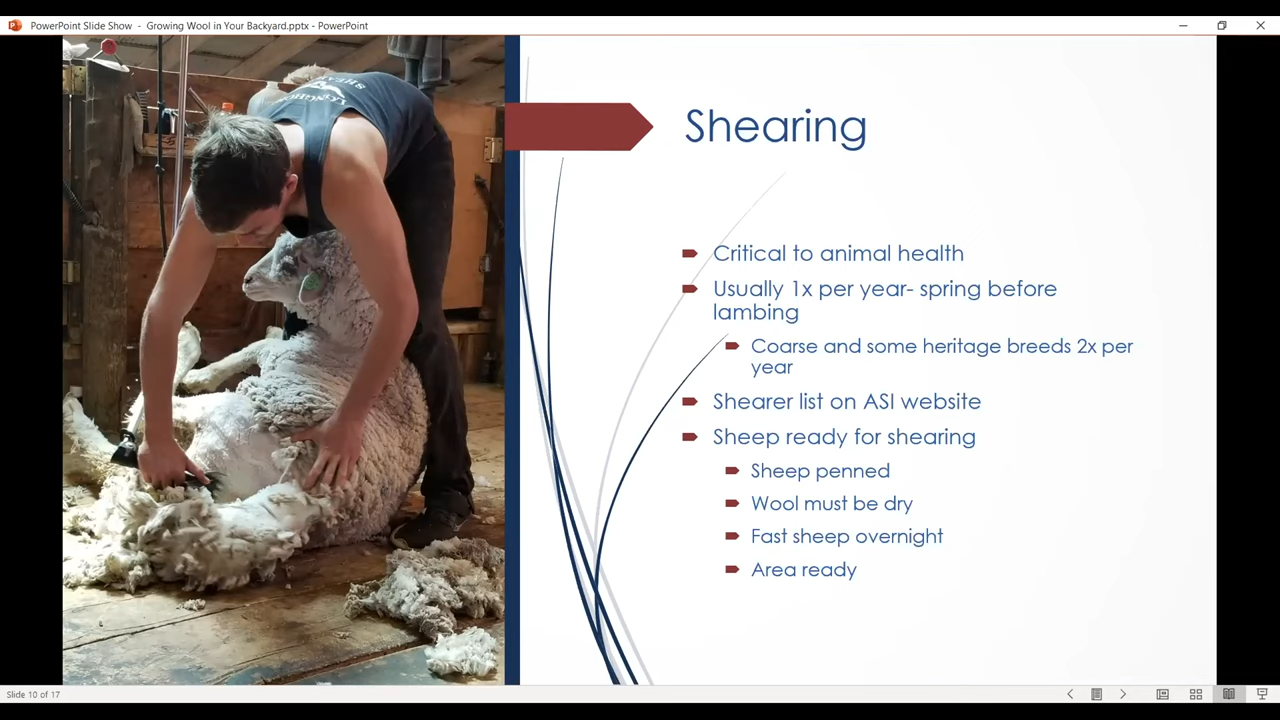 PowerPoint Slide Show - Growing Wool in Your Backyard.pptx - PowerPoint
Shearing
Critical to animal health
Usually 1x per year- spring before
lambing
Coarse and some heritage breeds 2x per
year
Shearer list on ASI website
Sheep ready for shearing
Sheep penned
Wool must be dry
Fast sheep overnight
Area ready
Slide 10 of 17